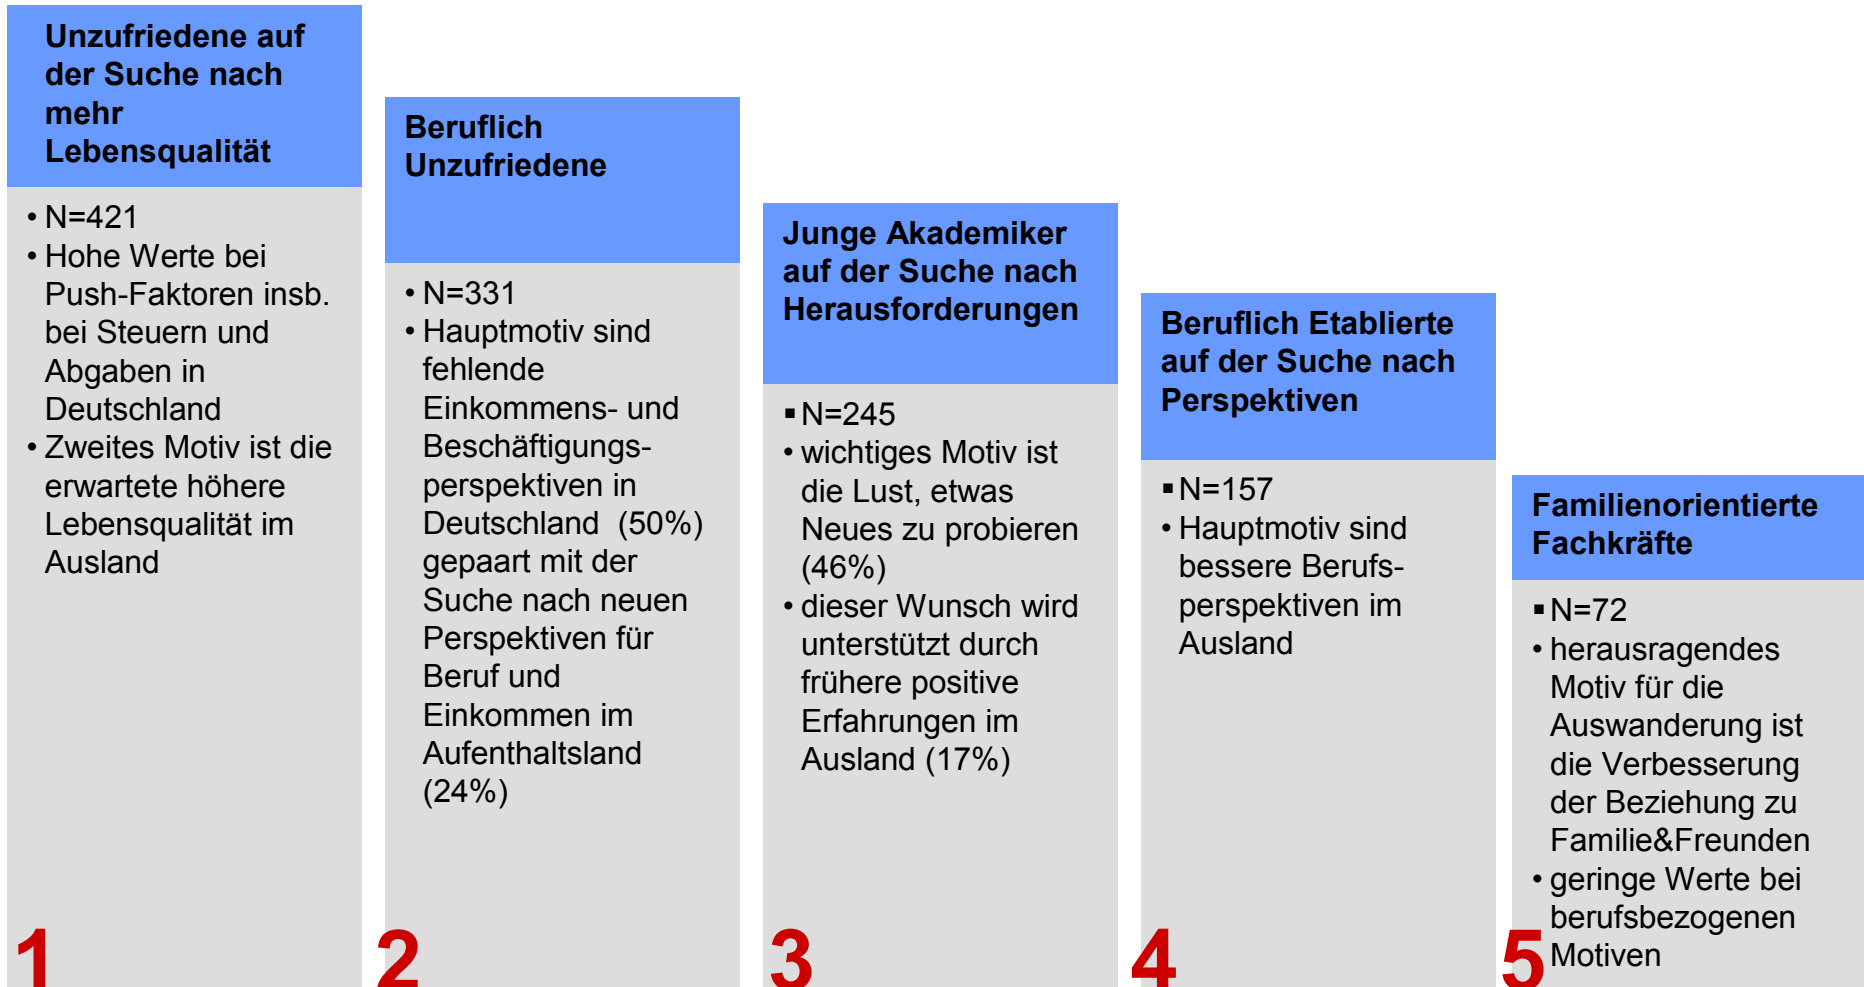 Unzufriedene auf
der Suche nach
mehr
Lebensqualität
• N=421
• Hohe Werte bei
Push-Faktoren insb.
bei Steuern und
Abgaben in
Deutschland
• Zweites Motiv ist die
erwartete höhere
Lebensqualität im
Ausland
1
Beruflich
Unzufriedene
• N=331
• Hauptmotiv sind
fehlende
Einkommens- und
Beschäftigungs-
perspektiven in
Deutschland (50%)
gepaart mit der
Suche nach neuen
Perspektiven für
Beruf und
Einkommen im
Aufenthaltsland
(24%)
2
Junge Akademiker
auf der Suche nach
Herausforderungen
▪ N=245
• wichtiges Motiv ist
die Lust, etwas
Neues zu probieren
(46%)
• dieser Wunsch wird
unterstützt durch
frühere positive
Erfahrungen im
Ausland (17%)
3
Beruflich Etablierte
auf der Suche nach
Perspektiven
▪ N=157
• Hauptmotiv sind
bessere Berufs-
perspektiven im
Ausland
4
Familienorientierte
Fachkräfte
▪ N=72
• herausragendes
Motiv für die
Auswanderung ist
die Verbesserung
der Beziehung zu
Familie&Freunden
• geringe Werte bei
berufsbezogenen
Motiven
5